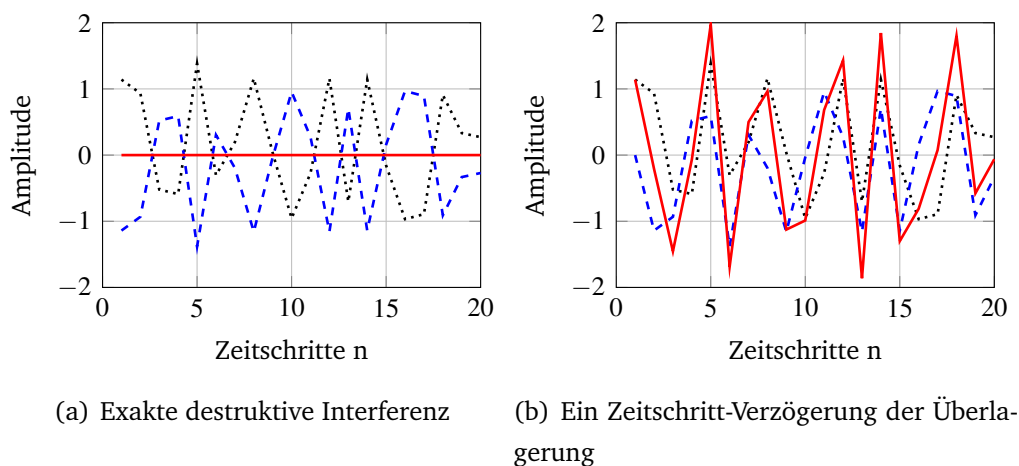 2
1
0
−1
−2
Amplitude
0
5
10
15
20
Zeitschritte n
2
1
0
−1
−2
Amplitude
0
5
10
15
20
Zeitschritte n
(a) Exakte destruktive Interferenz
(b) Ein Zeitschritt-Verzögerung der Überla-
gerung